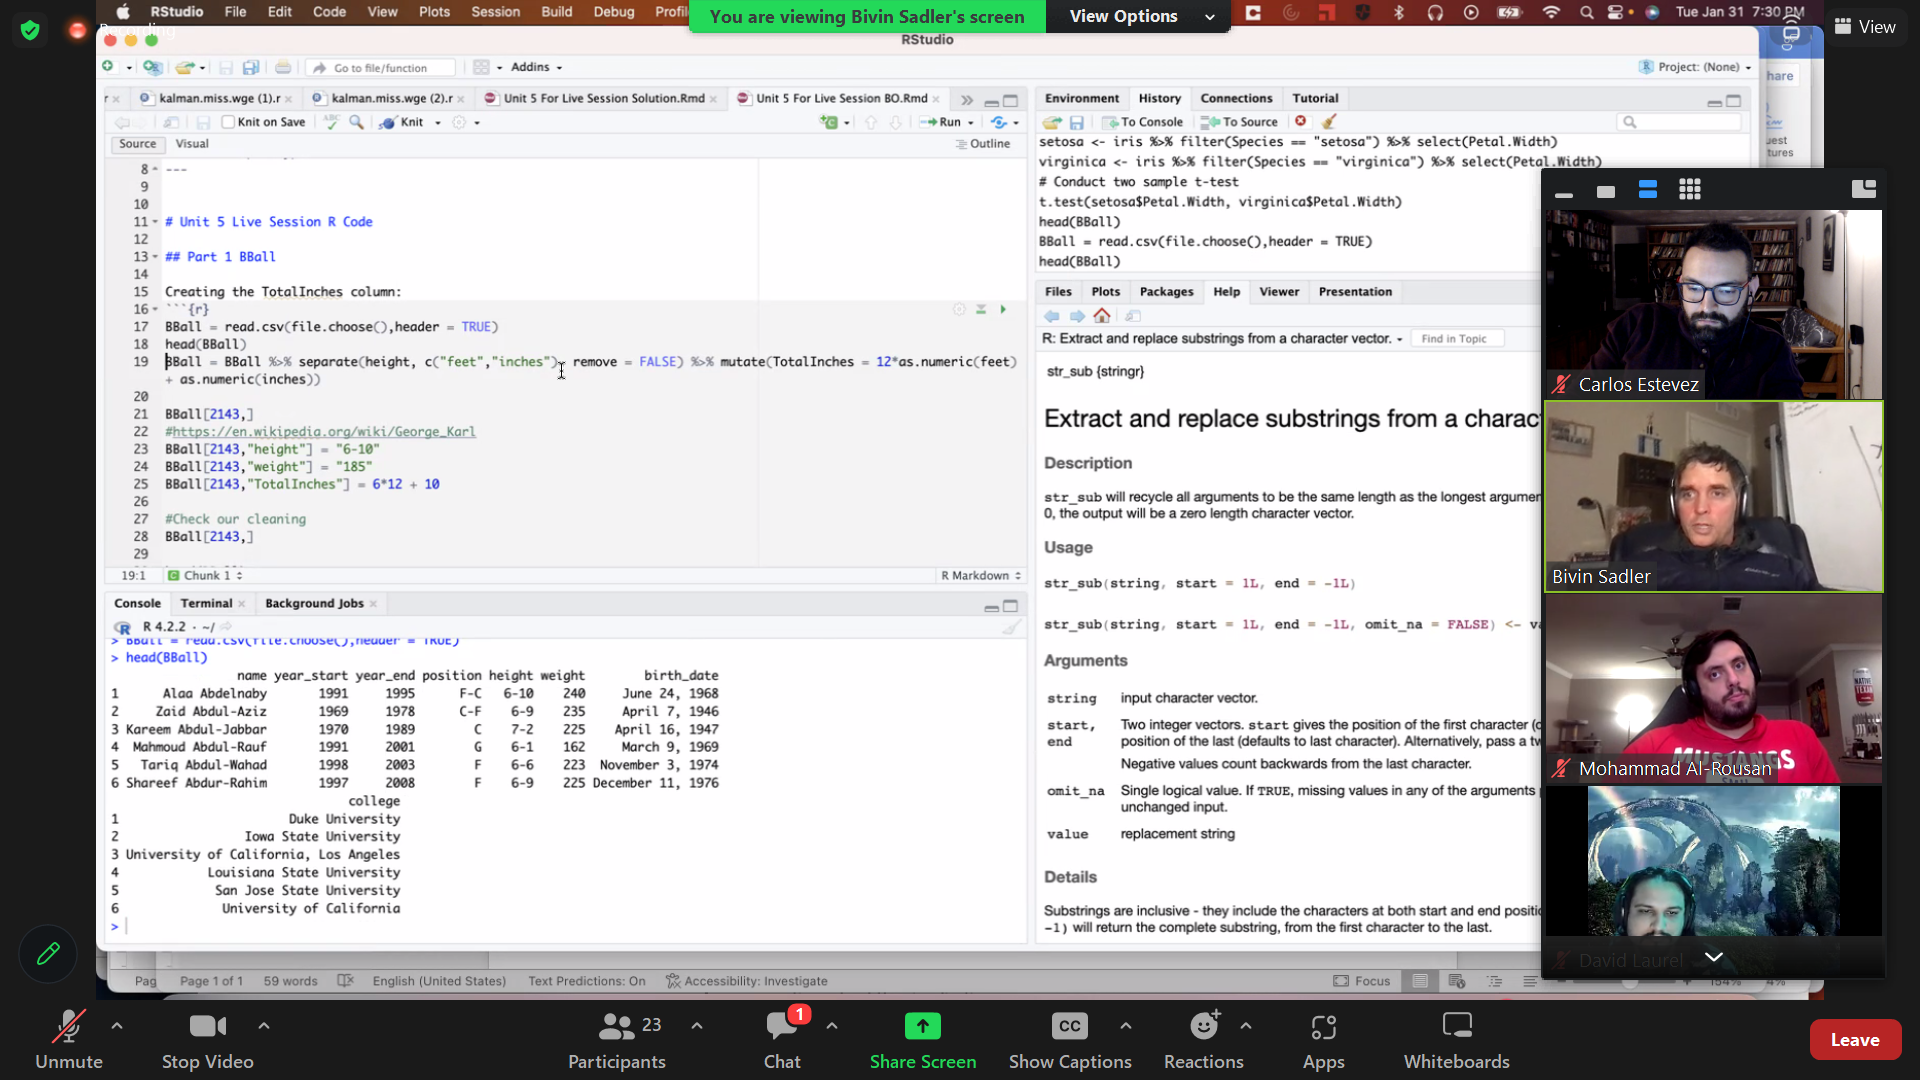 RStudio File Edit Code View Plots Session Build Debug Profil
You are viewing Bivin Sadler's screen
View Options
Tue Jan 31 7:30 PM
Recording
View
RStudio
Go to file/function
Addins
Project: (None)
hare
r
kalman.miss.wge (1).r
kalman.miss.wge (2).r
Unit 5 For Live Session Solution.Rmd
Unit 5 For Live Session BO.Rmd
Knit on Save
Knit
Run
Source Visual
Outline
8 ---
9
10
11 # Unit 5 Live Session R Code
12
13 ## Part 1 BBall
14
15 Creating the TotalInches column:
16 ```{r}
17 BBall = read.csv(file.choose(),header = TRUE)
18 head(BBall)
19 BBall = BBall %>% separate(height, c("feet","inches"), remove = FALSE) %>% mutate(TotalInches = 12*as.numeric(feet)
+ as.numeric(inches))
20
21 BBall[2143,]
22 #https://en.wikipedia.org/wiki/George_Karl
23 BBall[2143,"height"] = "6-10"
24 BBall[2143,"weight"] = "185"
25 BBall[2143,"TotalInches"] = 6*12 + 10
26
27 #Check our cleaning
28 BBall[2143,]
29
19:1 Chunk 1 R Markdown
Console Terminal Background Jobs
R 4.2.2 · ~/
> BBall = read.csv(file.choose(),header = TRUE)
> head(BBall)
name year_start year_end position height weight birth_date
1 Alaa Abdelnaby 1991 1995 F-C 6-10 240 June 24, 1968
2 Zaid Abdul-Aziz 1969 1978 C-F 6-9 235 April 7, 1946
3 Kareem Abdul-Jabbar 1970 1989 C 7-2 225 April 16, 1947
4 Mahmoud Abdul-Rauf 1991 2001 G 6-1 162 March 9, 1969
5 Tariq Abdul-Wahad 1998 2003 F 6-6 223 November 3, 1974
6 Shareef Abdur-Rahim 1997 2008 F 6-9 225 December 11, 1976
college
1 Duke University
2 Iowa State University
3 University of California, Los Angeles
4 Louisiana State University
5 San Jose State University
6 University of California
>
Environment History Connections Tutorial
To Console To Source
setosa <- iris %>% filter(Species == "setosa") %>% select(Petal.Width)
virginica <- iris %>% filter(Species == "virginica") %>% select(Petal.Width)
# Conduct two sample t-test
t.test(setosa$Petal.Width, virginica$Petal.Width)
head(BBall)
BBall = read.csv(file.choose(),header = TRUE)
head(BBall)
Files Plots Packages Help Viewer Presentation
R: Extract and replace substrings from a character vector.
Find in Topic
str_sub {stringr}
Extract and replace substrings from a charac
Description
str_sub will recycle all arguments to be the same length as the longest argumen
0, the output will be a zero length character vector.
Usage
str_sub(string, start = 1L, end = -1L)
str_sub(string, start = 1L, end = -1L, omit_na = FALSE) <- va
Arguments
string input character vector.
start, Two integer vectors. start gives the position of the first character (
end position of the last (defaults to last character). Alternatively, pass a tw
Negative values count backwards from the last character.
omit_na Single logical value. If TRUE, missing values in any of the arguments
unchanged input.
value replacement string
Details
Substrings are inclusive - they include the characters at both start and end positi
-1) will return the complete substring, from the first character to the last.
Carlos Estevez
Bivin Sadler
MUSTANGS
NATIVE
Mohammad Al-Rousan
David Laurel
Pag Page 1 of 1 59 words English (United States) Text Predictions: On Accessibility: Investigate
Focus
Unmute
Stop Video
23
Participants
1
Chat
Share Screen
CC
Show Captions
Reactions
Apps
Whiteboards
Leave